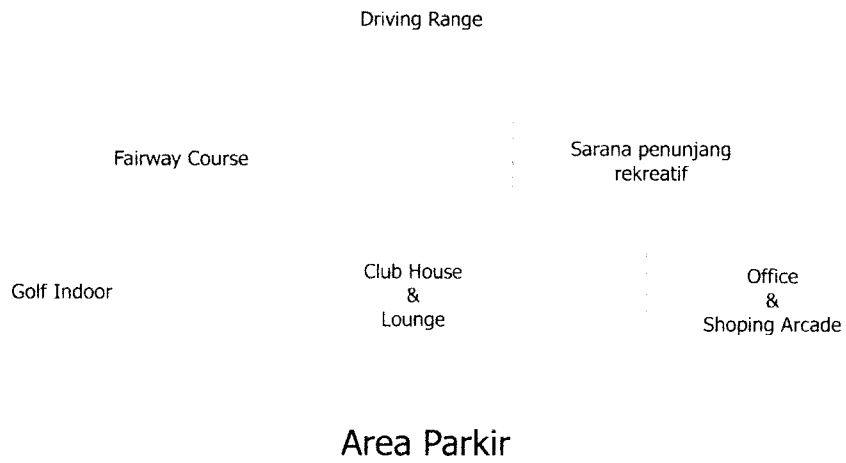 Driving Range
Fairway Course
Sarana penunjang
rekreatif
Golf Indoor
Club House
&
Lounge
Office
&
Shoping Arcade
Area Parkir